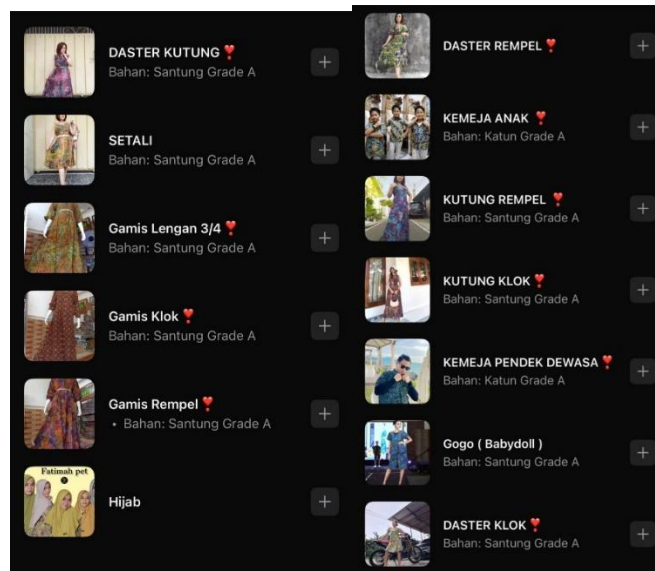 DASTER KUTUNG ❣️
Bahan: Santung Grade A
SETALI
Bahan: Santung Grade A
Gamis Lengan 3/4 ❣️
Bahan: Santung Grade A
Gamis Klok ❣️
Bahan: Santung Grade A
Gamis Rempel ❣️
• Bahan: Santung Grade A
Fatimah pet
Hijab
DASTER REMPEL ❣️
KEMEJA ANAK ❣️
Bahan: Katun Grade A
KUTUNG REMPEL ❣️
Bahan: Santung Grade A
KUTUNG KLOK ❣️
Bahan: Santung Grade A
KEMEJA PENDEK DEWASA ❣️
Bahan: Katun Grade A
Gogo ( Babydoll )
Bahan: Santung Grade A
DASTER KLOK ❣️
Bahan: Santung Grade A